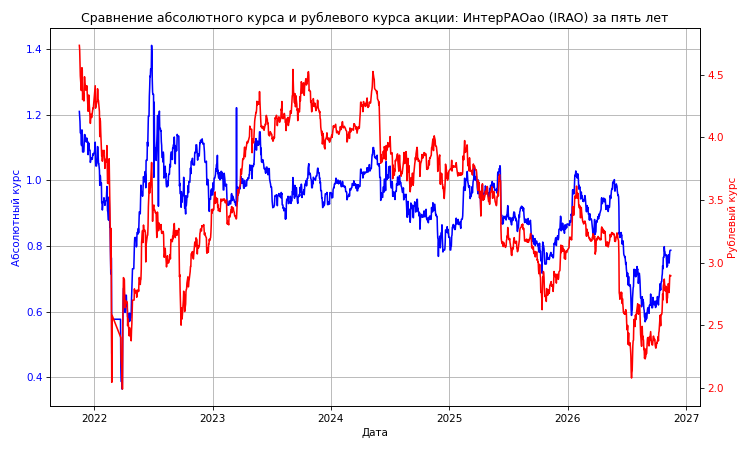 Сравнение абсолютного курса и рублевого курса акции: ИнтерРАОао (IRAO) за пять лет
Абсолютный курс
1.4
1.2
1.0
0.8
0.6
0.4
4.5
4.0
3.5
3.0
2.5
2.0
Рублевый курс
2022 2023 2024 2025 2026 2027
Дата